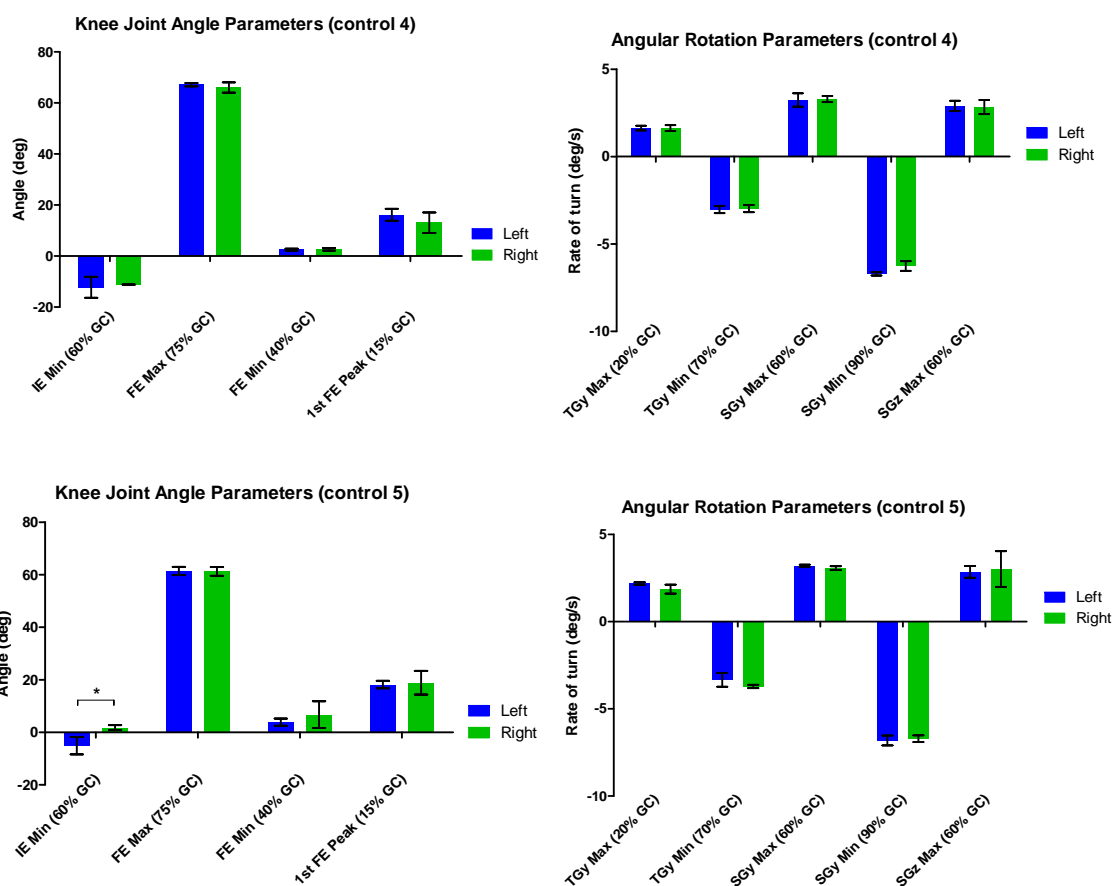 Knee Joint Angle Parameters (control 4)
80
60
40
20
0
-20
Angle (deg)
IE Min (60% GC)
FE Max (75% GC)
FE Min (40% GC)
1st FE Peak (15% GC)
Left
Right
Angular Rotation Parameters (control 4)
5
0
-5
-10
Rate of turn (deg/s)
TGy Max (20% GC)
TGy Min (70% GC)
SGy Max (60% GC)
SGy Min (90% GC)
SGz Max (60% GC)
Left
Right
Knee Joint Angle Parameters (control 5)
80
60
40
20
0
-20
Angle (deg)
*
IE Min (60% GC)
FE Max (75% GC)
FE Min (40% GC)
1st FE Peak (15% GC)
Left
Right
Angular Rotation Parameters (control 5)
5
0
-5
-10
Rate of turn (deg/s)
TGy Max (20% GC)
TGy Min (70% GC)
SGy Max (60% GC)
SGy Min (90% GC)
SGz Max (60% GC)
Left
Right